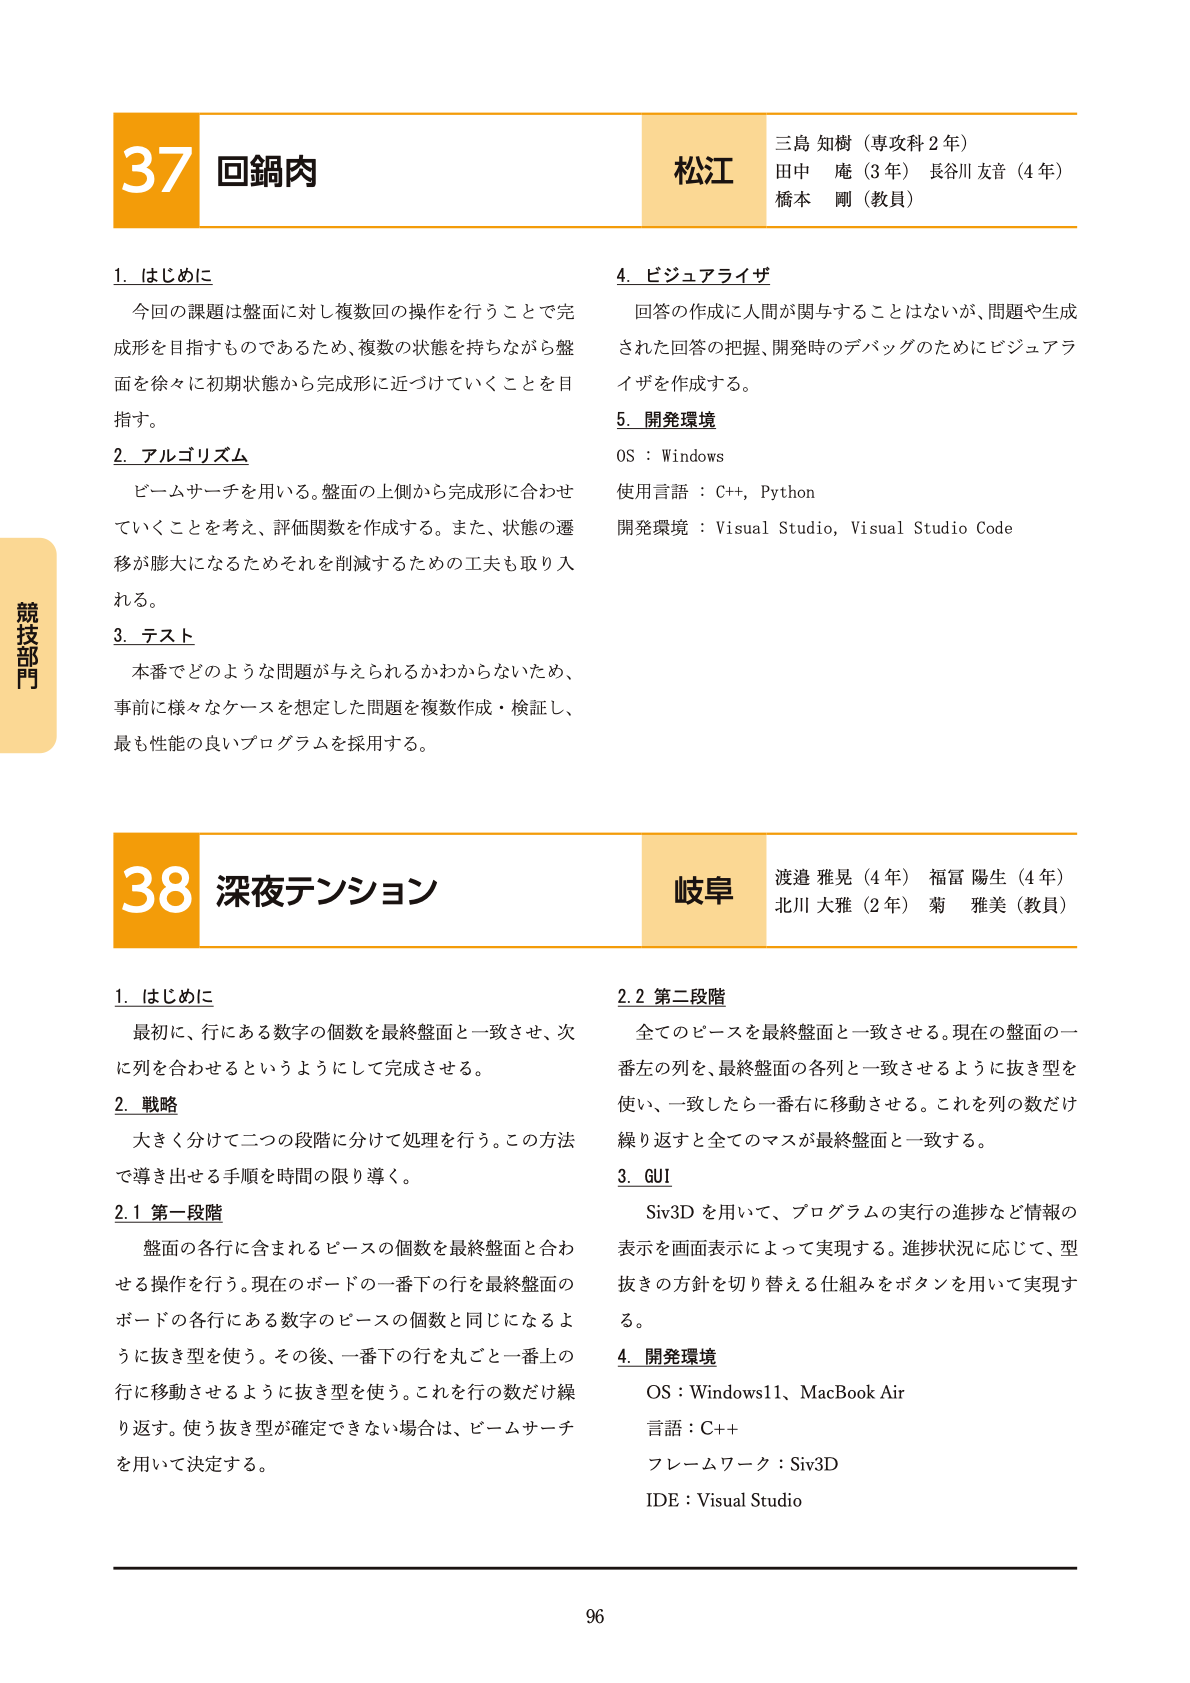 37 回鍋肉 松江
三島 知樹（専攻科 2 年）
田中　庵（3 年）　長谷川 友音（4 年）
橋本　剛（教員）
1. はじめに
今回の課題は盤面に対し複数回の操作を行うことで完
成形を目指すものであるため、複数の状態を持ちながら盤
面を徐々に初期状態から完成形に近づけていくことを目
指す。
2. アルゴリズム
ビームサーチを用いる。盤面の上側から完成形に合わせ
ていくことを考え、評価関数を作成する。また、状態の遷
移が膨大になるためそれを削減するための工夫も取り入
れる。
3. テスト
本番でどのような問題が与えられるかわからないため、
事前に様々なケースを想定した問題を複数作成・検証し、
最も性能の良いプログラムを採用する。
4. ビジュアライザ
回答の作成に人間が関与することはないが、問題や生成
された回答の把握、開発時のデバッグのためにビジュアラ
イザを作成する。
5. 開発環境
OS : Windows
使用言語 : C++, Python
開発環境 : Visual Studio, Visual Studio Code
競技部門
38 深夜テンション 岐阜
渡邉 雅晃（4 年）　福冨 陽生（4 年）
北川 大雅（2 年）　菊　雅美（教員）
1. はじめに
最初に、行にある数字の個数を最終盤面と一致させ、次
に列を合わせるというようにして完成させる。
2. 戦略
大きく分けて二つの段階に分けて処理を行う。この方法
で導き出せる手順を時間の限り導く。
2.1 第一段階
盤面の各行に含まれるピースの個数を最終盤面と合わ
せる操作を行う。現在のボードの一番下の行を最終盤面の
ボードの各行にある数字のピースの個数と同じになるよ
うに抜き型を使う。その後、一番下の行を丸ごと一番上の
行に移動させるように抜き型を使う。これを行の数だけ繰
り返す。使う抜き型が確定できない場合は、ビームサーチ
を用いて決定する。
2.2 第二段階
全てのピースを最終盤面と一致させる。現在の盤面の一
番左の列を、最終盤面の各列と一致させるように抜き型を
使い、一致したら一番右に移動させる。これを列の数だけ
繰り返すと全てのマスが最終盤面と一致する。
3. GUI
Siv3D を用いて、プログラムの実行の進捗など情報の
表示を画面表示によって実現する。進捗状況に応じて、型
抜きの方針を切り替える仕組みをボタンを用いて実現す
る。
4. 開発環境
OS：Windows11、MacBook Air
言語：C++
フレームワーク：Siv3D
IDE：Visual Studio
96